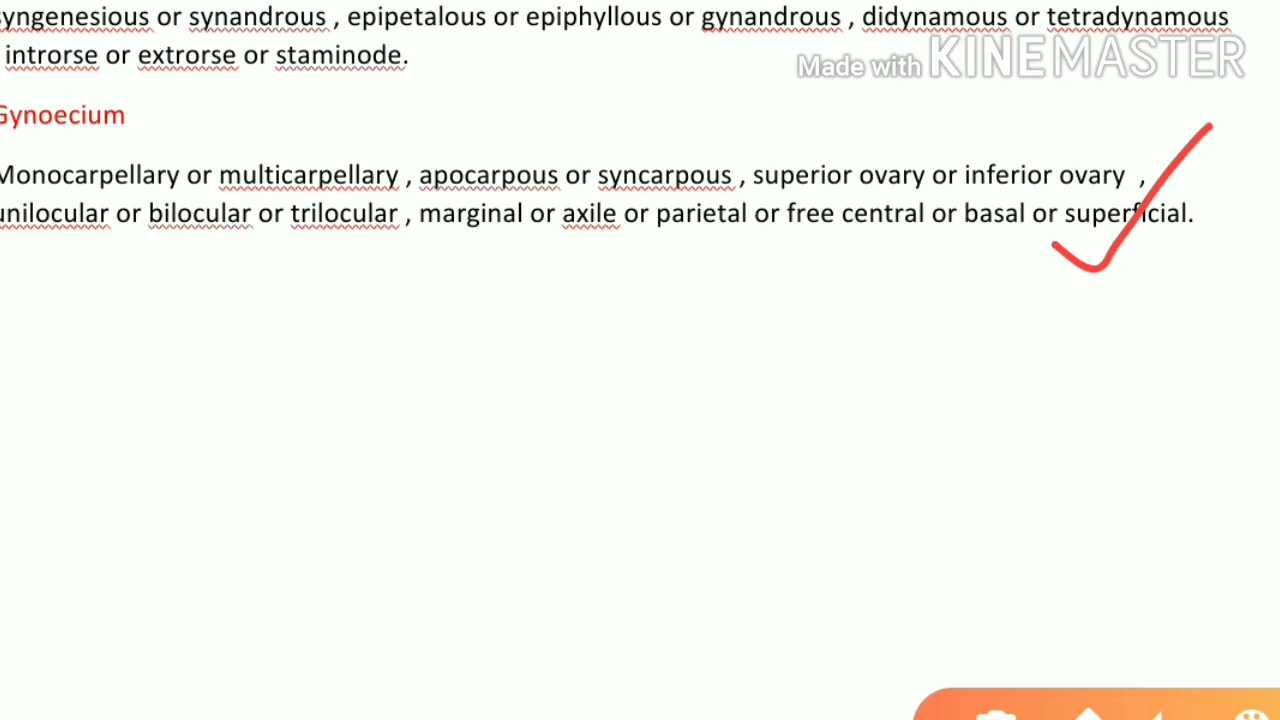 syngenesious or synandrous , epipetalous or epiphyllous or gynandrous , didynamous or tetradynamous
introrse or extrorse or staminode.
Made with KINEMASTER
Gynoecium
Monocarpellary or multicarpellary , apocarpous or syncarpous , superior ovary or inferior ovary ,
unilocular or bilocular or trilocular , marginal or axile or parietal or free central or basal or superficial.